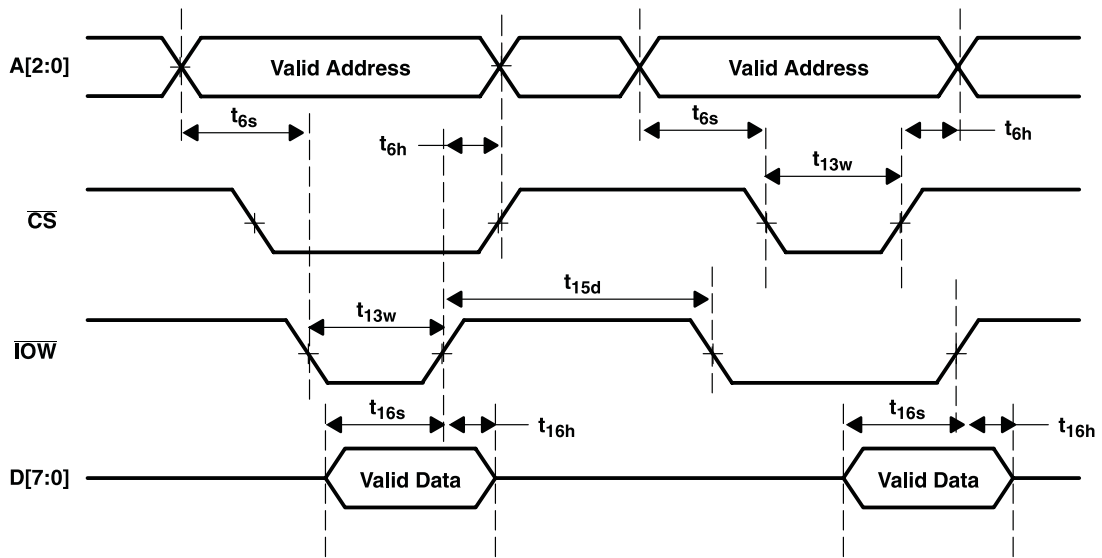 A[2:0]
Valid Address
Valid Address
t6s
t6h
t6s
t6h
t13w
CS
t15d
t13w
IOW
t16s
t16h
t16s
t16h
D[7:0]
Valid Data
Valid Data